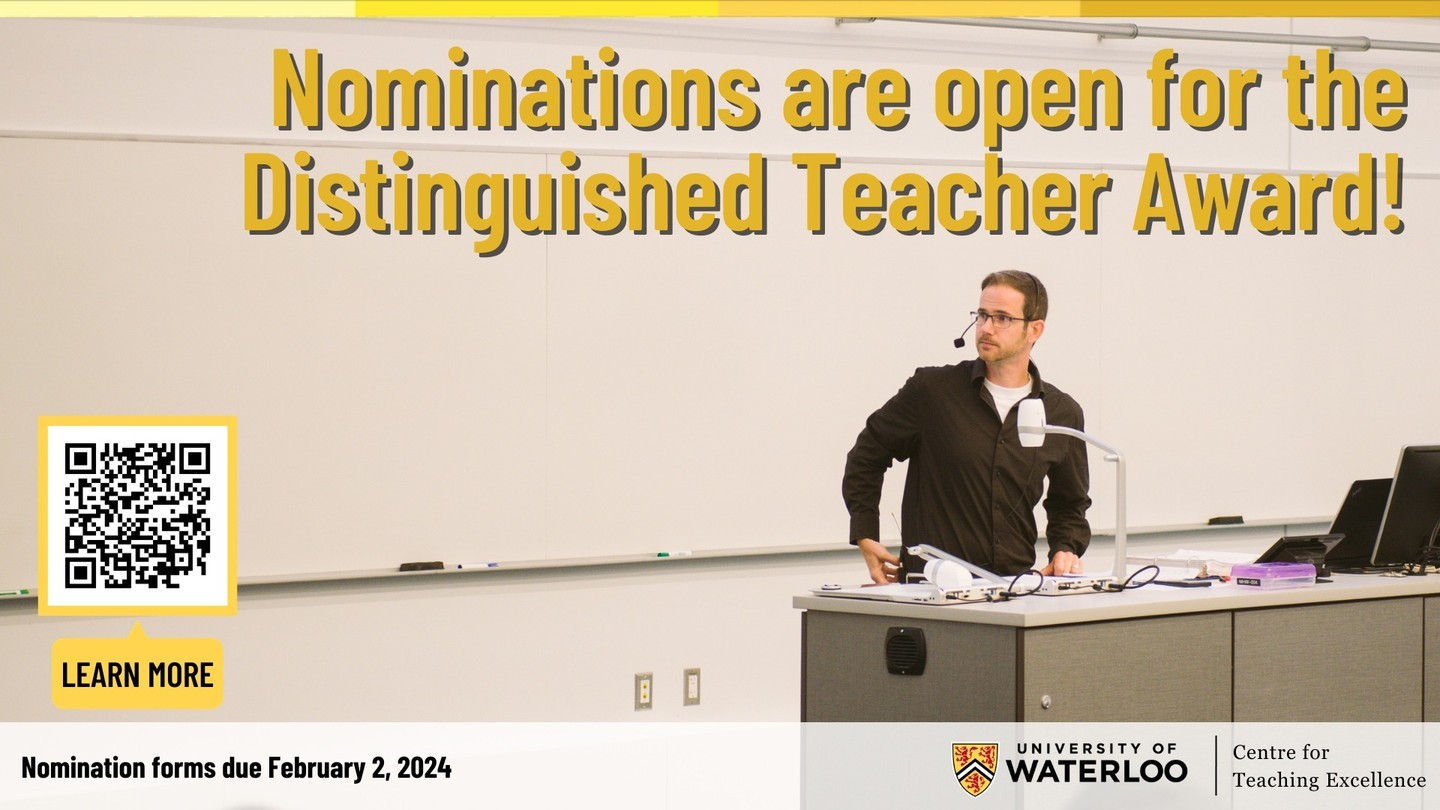 Nominations are open for the
Distinguished Teacher Award!
LEARN MORE
Nomination forms due February 2, 2024
UNIVERSITY OF
WATERLOO
Centre for
Teaching Excellence